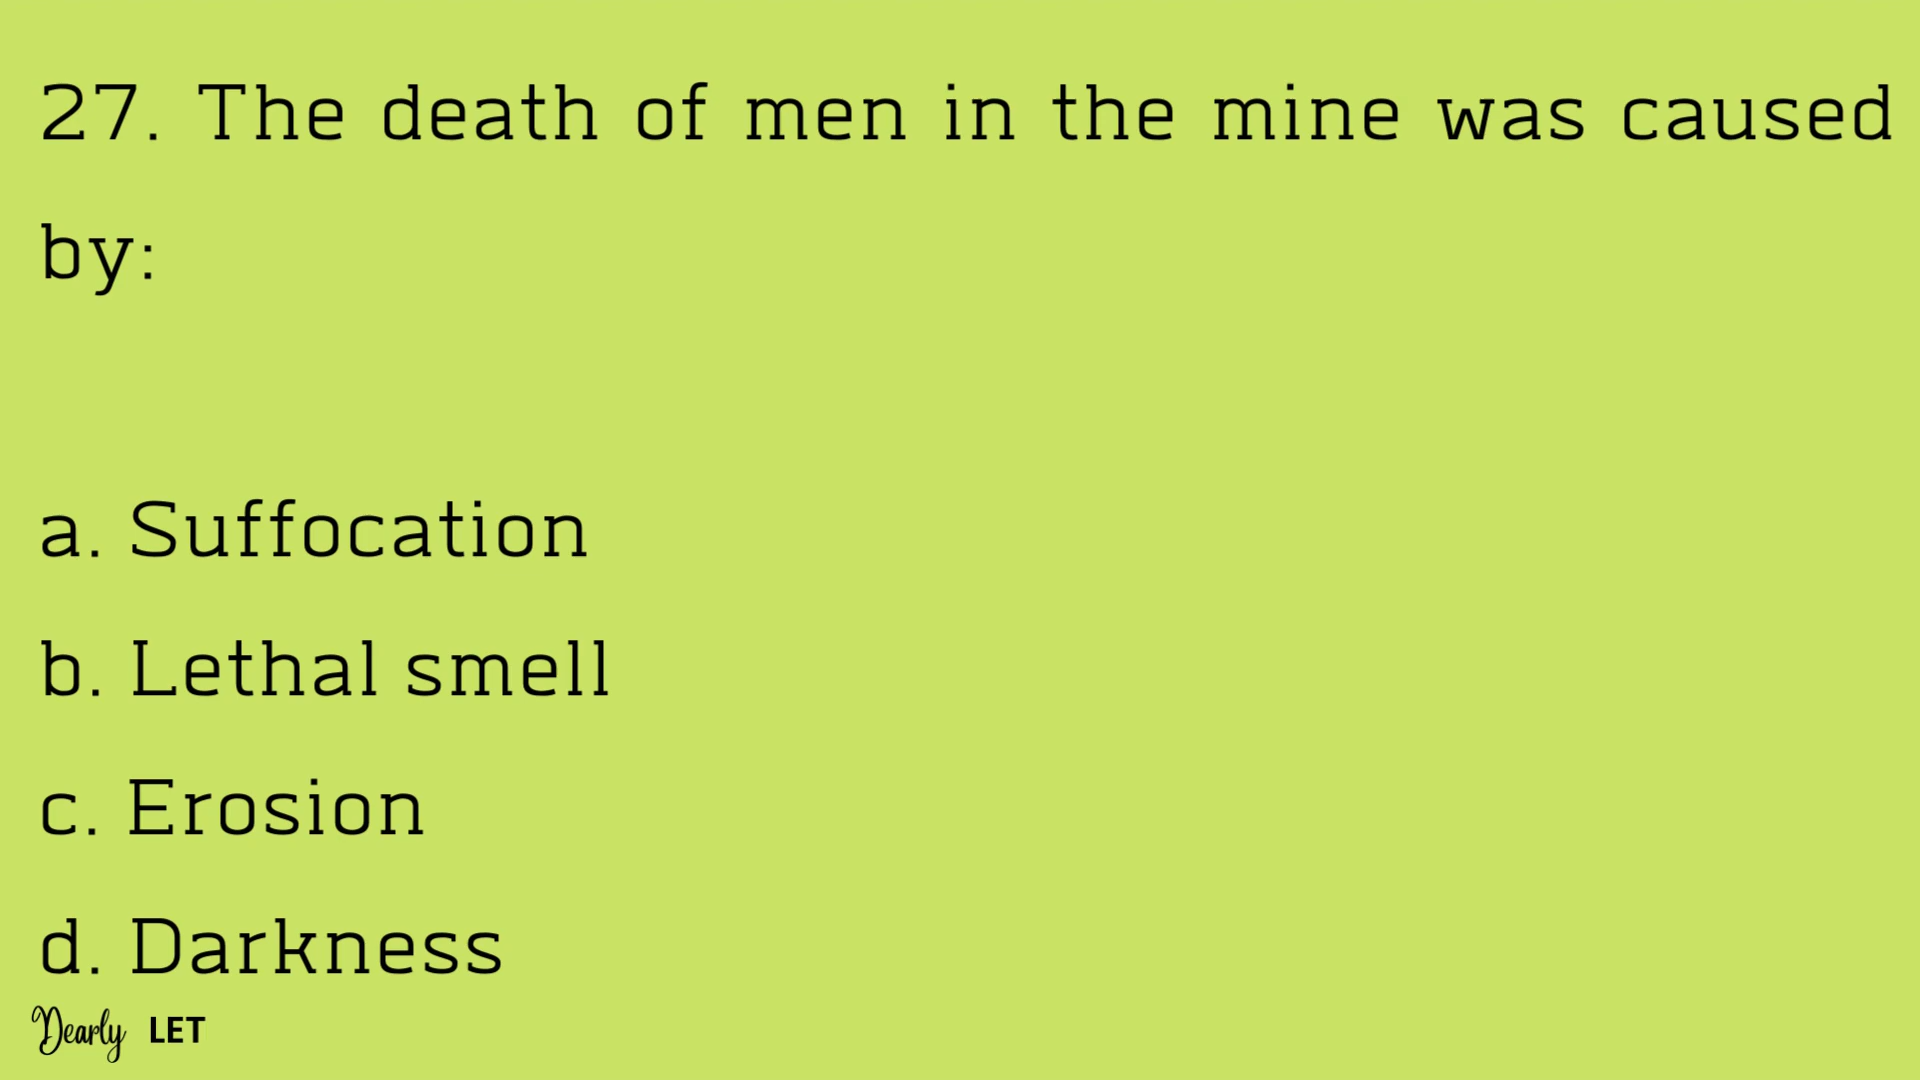 27. The death of men in the mine was caused
by:
a. Suffocation
b. Lethal smell
c. Erosion
d. Darkness
Dearly LET